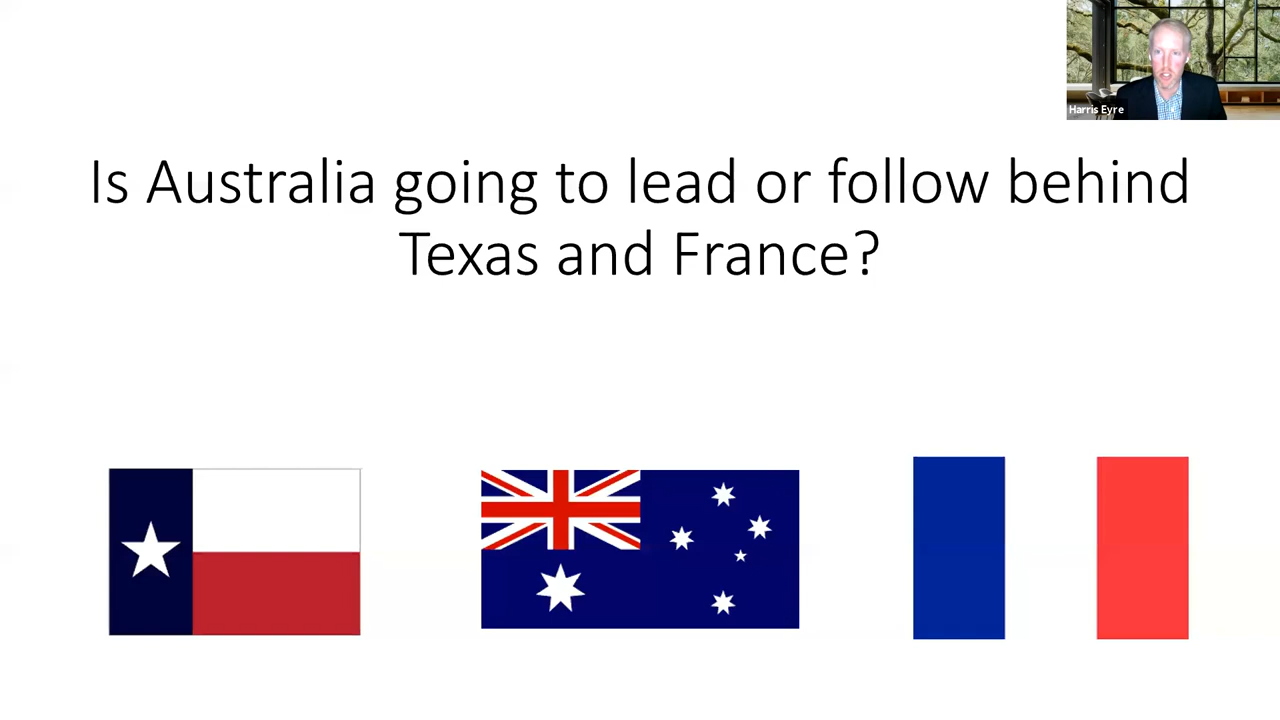 Harris Eyre
Is Australia going to lead or follow behind
Texas and France?